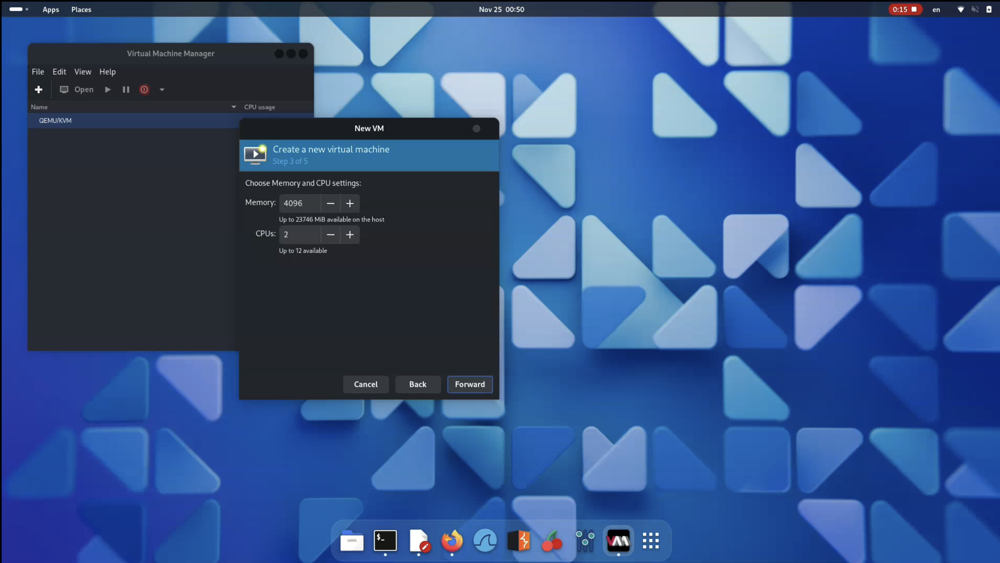 Apps Places Nov 25 00:50 0:15 en
Virtual Machine Manager
File Edit View Help
Open
Name CPU usage
QEMU/KVM
New VM
Create a new virtual machine
Step 3 of 5
Choose Memory and CPU settings:
Memory: 4096
Up to 23746 MiB available on the host
CPUs: 2
Up to 12 available
Cancel Back Forward
$_
VM